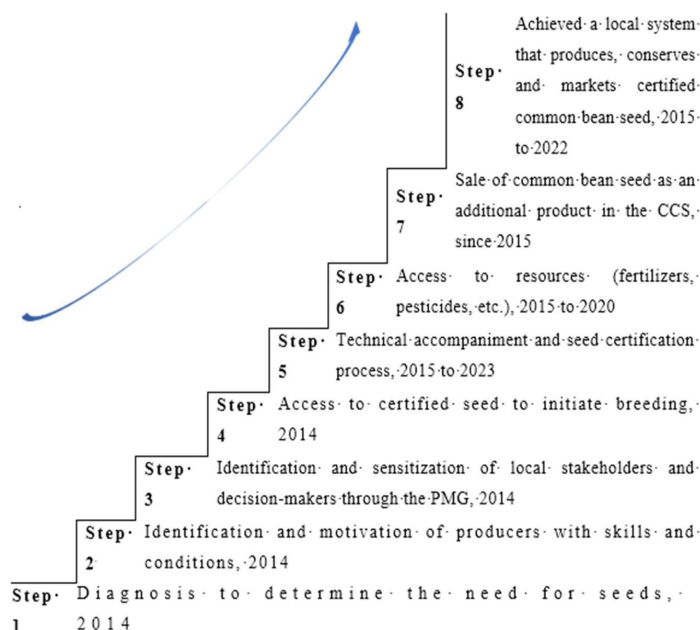 Step 8 Achieved a local system
that produces, conserves
and markets certified
common bean seed, 2015
to 2022
Step 7 Sale of common bean seed as an
additional product in the CCS,
since 2015
Step 6 Access to resources (fertilizers,
pesticides, etc.), 2015 to 2020
Step 5 Technical accompaniment and seed certification
process, 2015 to 2023
Step 4 Access to certified seed to initiate breeding,
2014
Step 3 Identification and sensitization of local stakeholders and
decision-makers through the PMG, 2014
Step 2 Identification and motivation of producers with skills and
conditions, 2014
Step 1 Diagnosis to determine the need for seeds,
2014